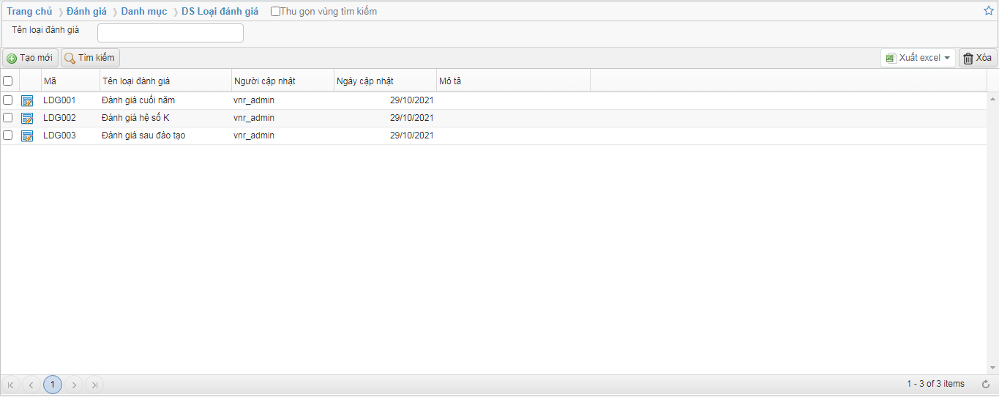 Trang chủ ❭ Đánh giá ❭ Danh mục ❭ DS Loại đánh giá Thu gọn vùng tìm kiếm
Tên loại đánh giá
Tạo mới Tìm kiếm Xuất excel Xóa
Mã Tên loại đánh giá Người cập nhật Ngày cập nhật Mô tả
LDG001 Đánh giá cuối năm vnr_admin 29/10/2021
LDG002 Đánh giá hệ số K vnr_admin 29/10/2021
LDG003 Đánh giá sau đào tạo vnr_admin 29/10/2021
1 1 - 3 of 3 items